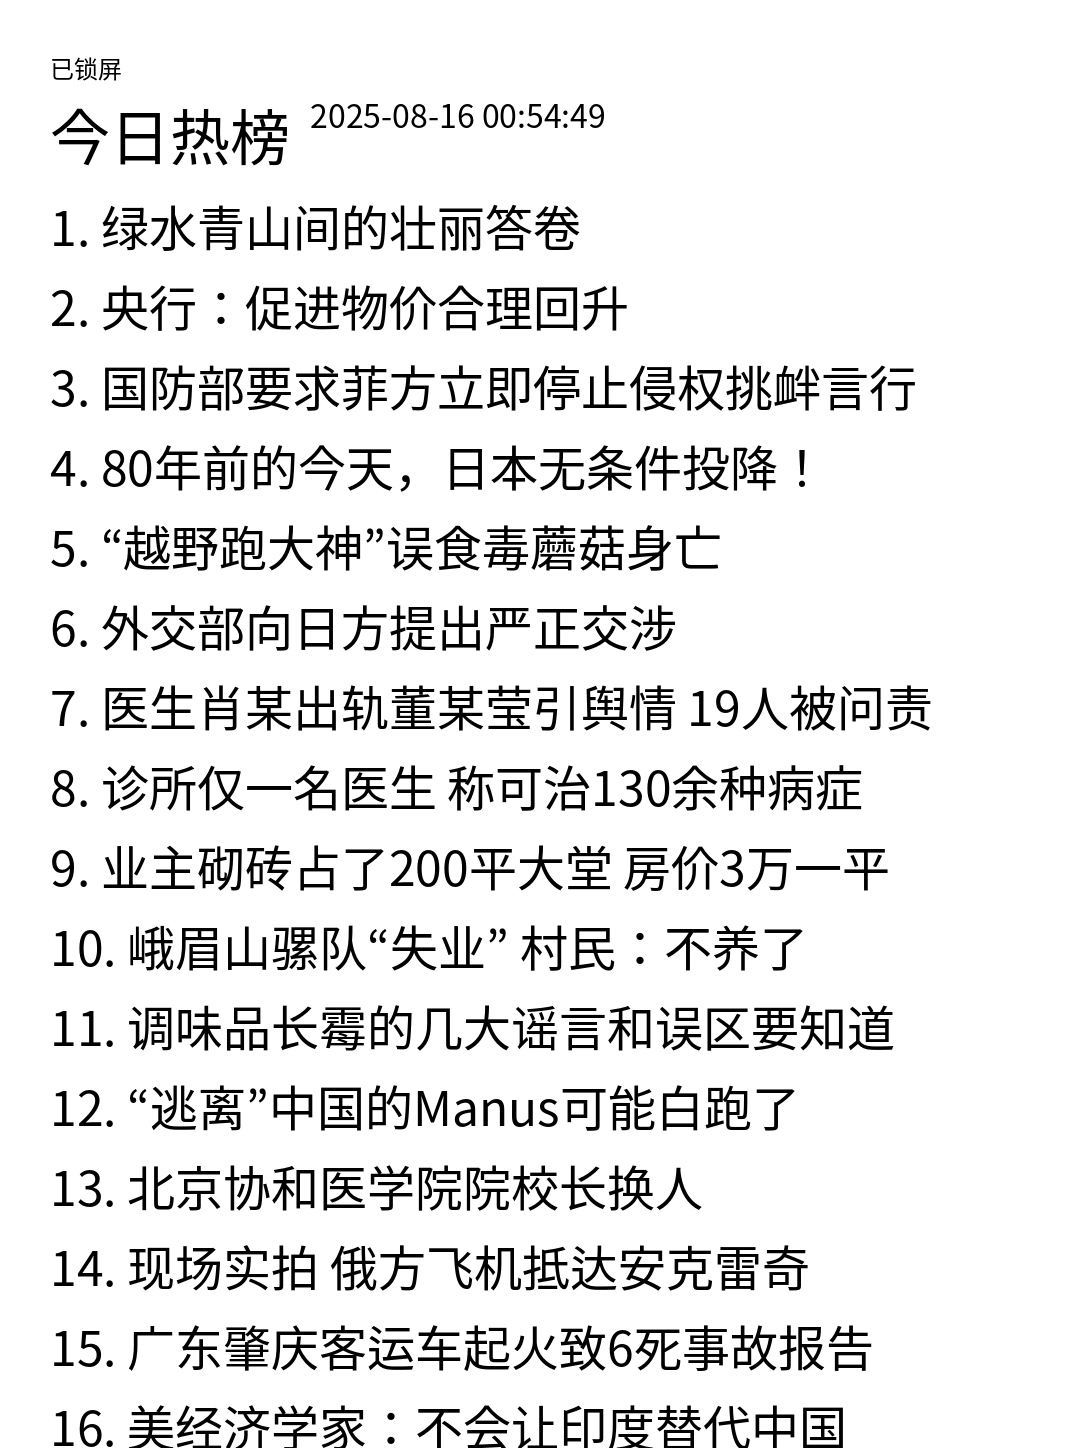 已锁屏
今日热榜 2025-08-16 00:54:49
1. 绿水青山间的壮丽答卷
2. 央行：促进物价合理回升
3. 国防部要求菲方立即停止侵权挑衅言行
4. 80年前的今天，日本无条件投降！
5. “越野跑大神”误食毒蘑菇身亡
6. 外交部向日方提出严正交涉
7. 医生肖某出轨董某莹引舆情 19人被问责
8. 诊所仅一名医生 称可治130余种病症
9. 业主砌砖占了200平大堂 房价3万一平
10. 峨眉山骡队“失业” 村民：不养了
11. 调味品长霉的几大谣言和误区要知道
12. “逃离”中国的Manus可能白跑了
13. 北京协和医学院院校长换人
14. 现场实拍 俄方飞机抵达安克雷奇
15. 广东肇庆客运车起火致6死事故报告
16. 美经济学家：不会让印度替代中国